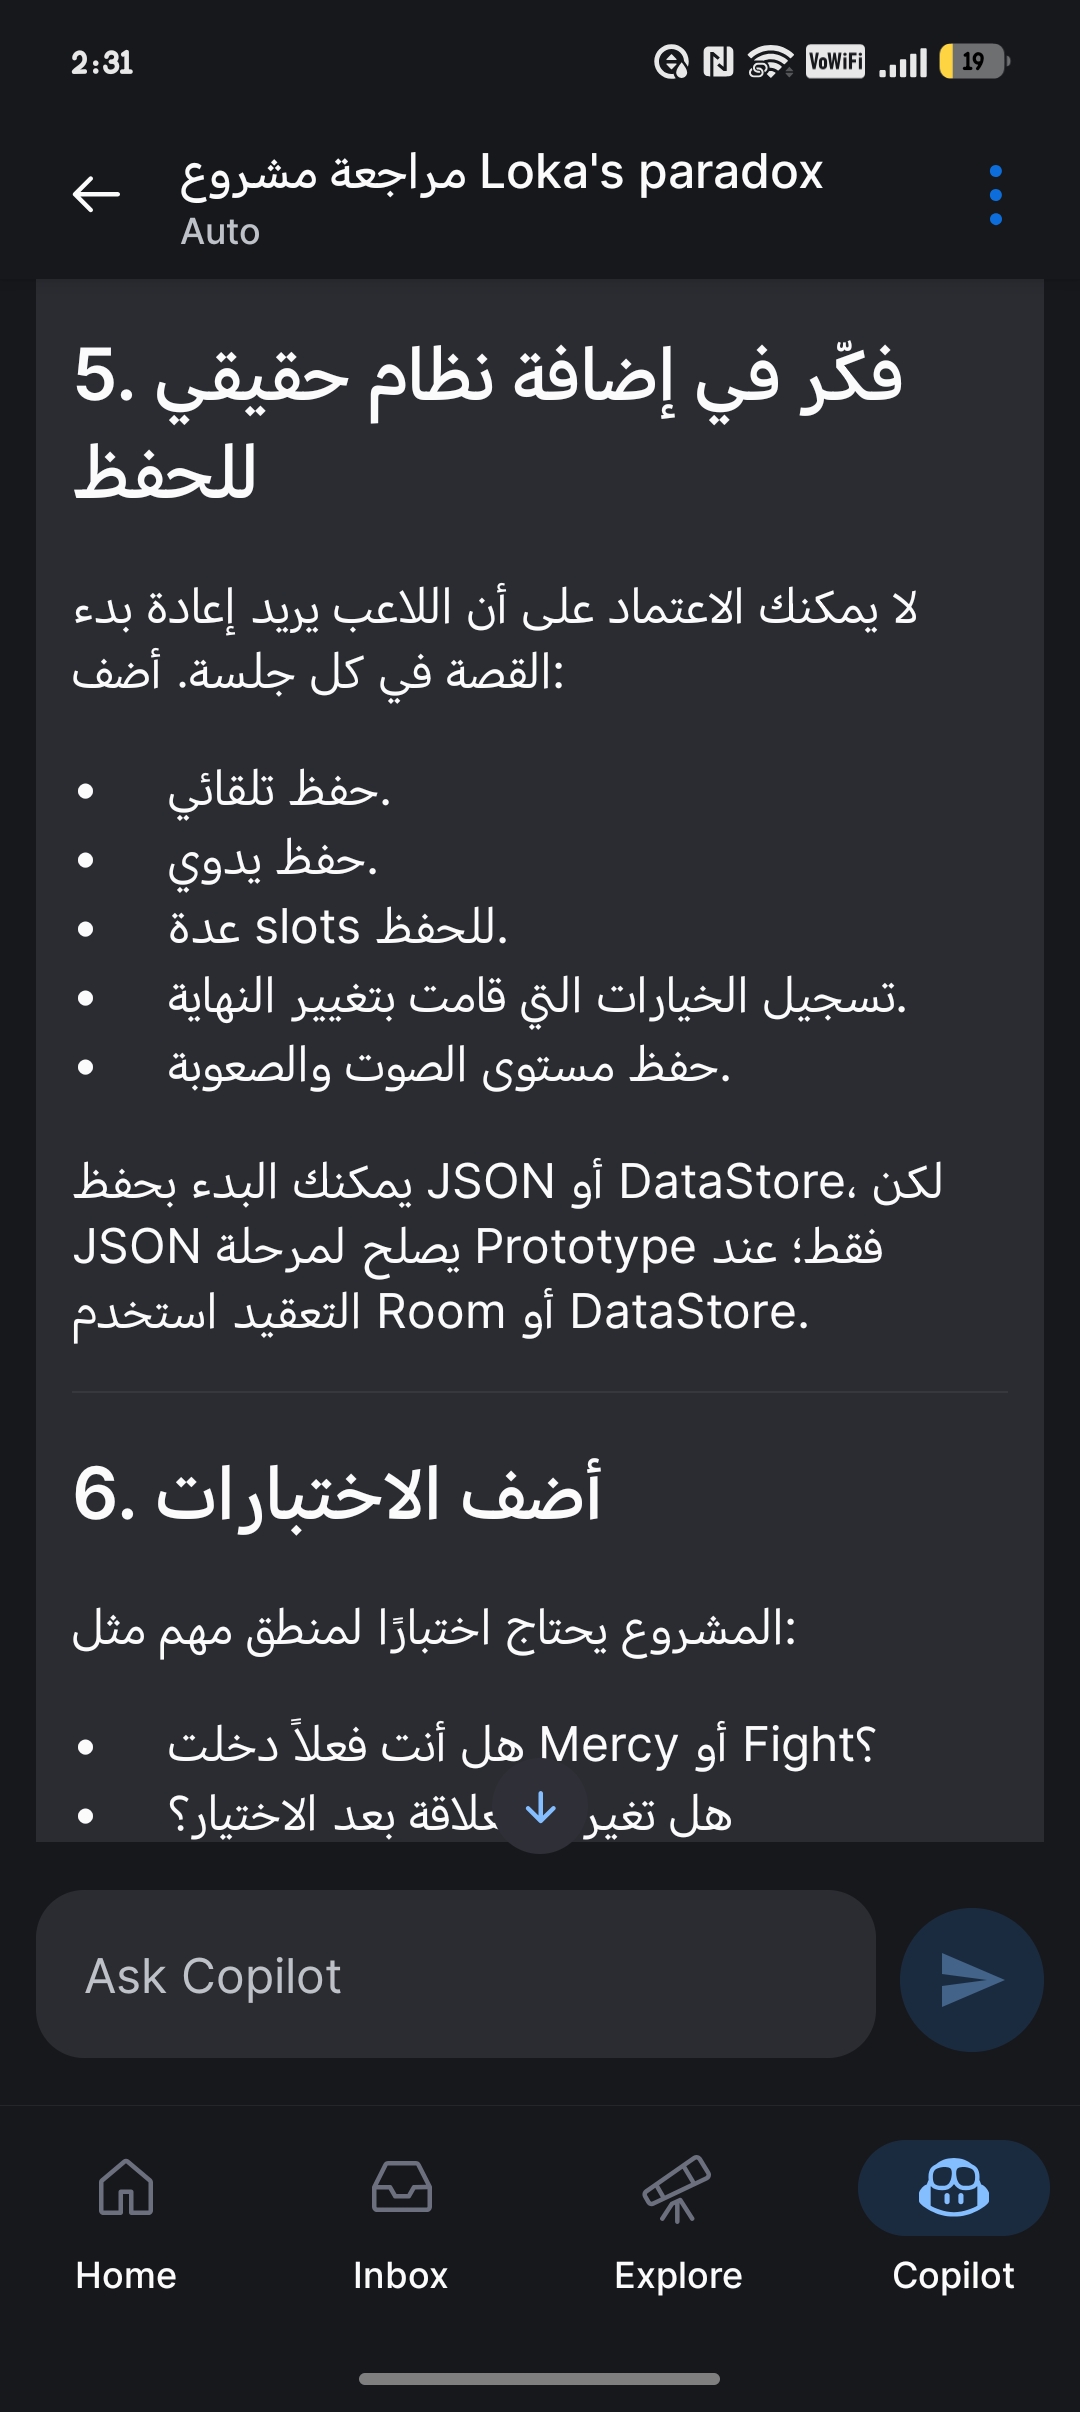 2:31
VoWiFi
19
مراجعة مشروع Loka's paradox
Auto
5. فكّر في إضافة نظام حقيقي
للحفظ
لا يمكنك الاعتماد على أن اللاعب يريد إعادة بدء
القصة في كل جلسة. أضف:
• حفظ تلقائي.
• حفظ يدوي.
• عدة slots للحفظ.
• تسجيل الخيارات التي قامت بتغيير النهاية.
• حفظ مستوى الصوت والصعوبة.
يمكنك البدء بحفظ JSON أو DataStore، لكن
JSON يصلح لمرحلة Prototype فقط؛ عند
التعقيد استخدم Room أو DataStore.
6. أضف الاختبارات
المشروع يحتاج اختبارًا لمنطق مهم مثل:
• هل أنت فعلاً دخلت Mercy أو Fight؟
• هل تغير بعد الاختيار؟
Ask Copilot
Home
Inbox
Explore
Copilot